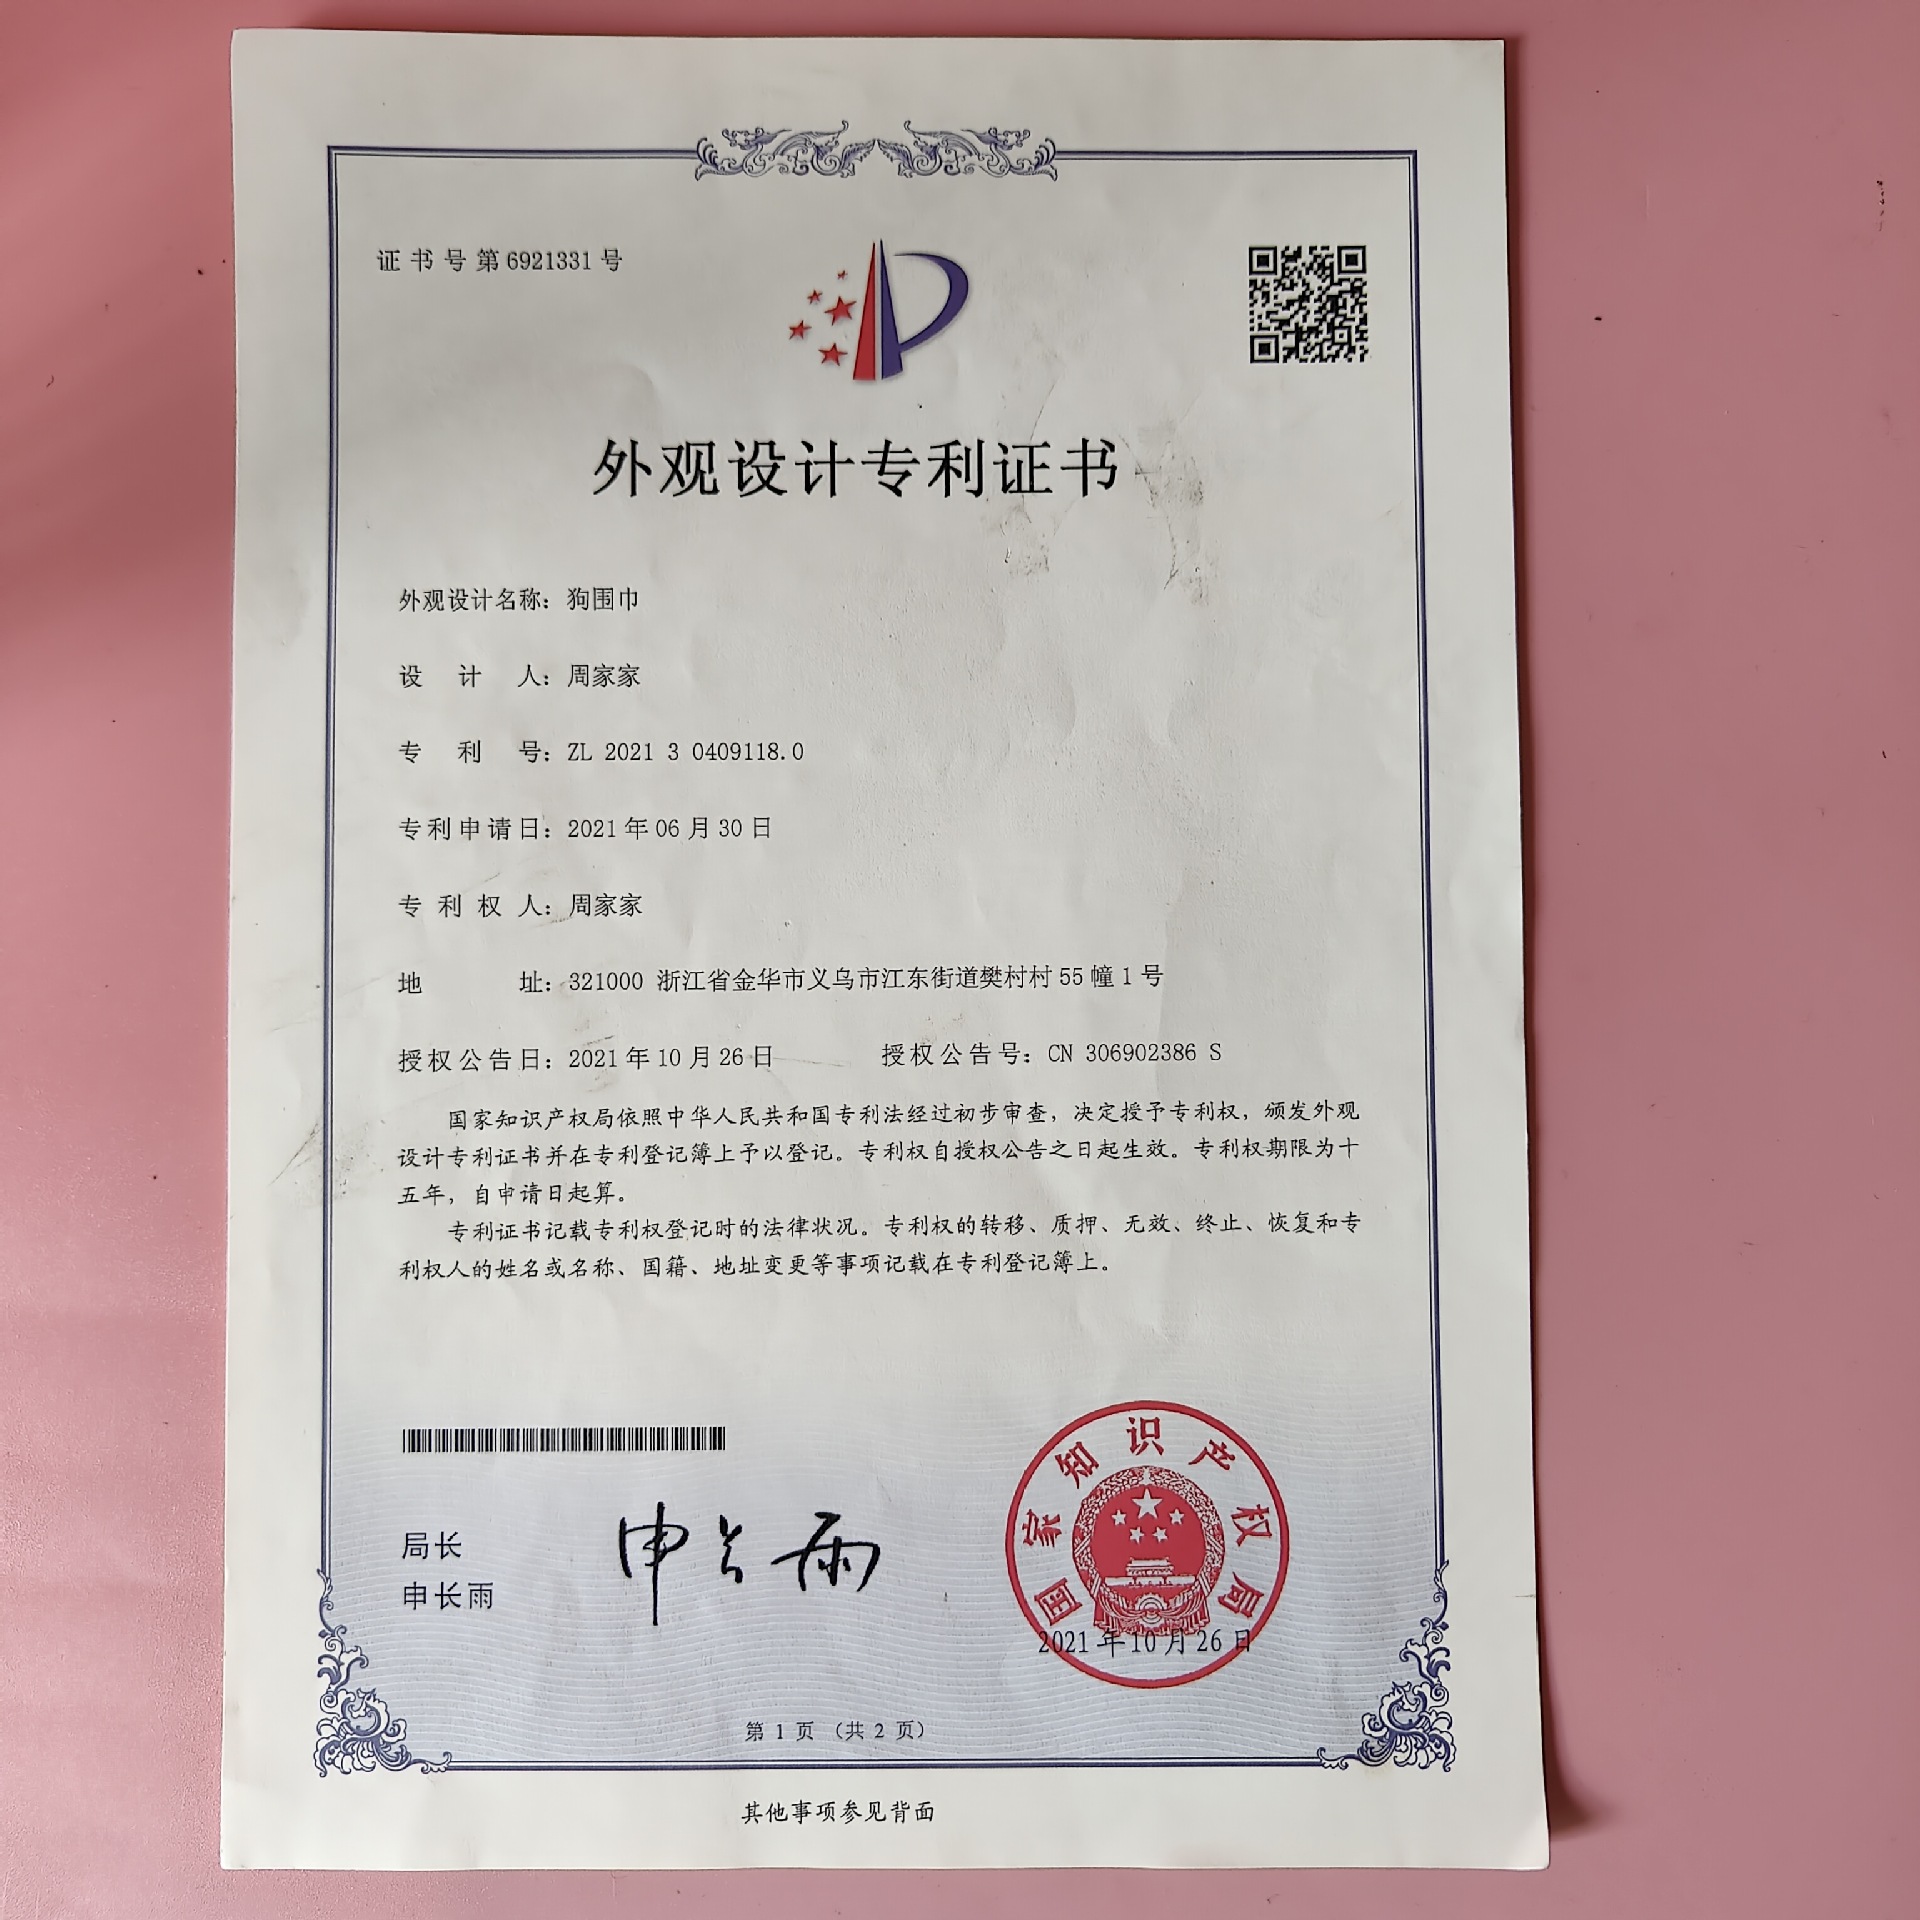 证书号第6921331号
外观设计专利证书
外观设计名称：狗围巾
设计人：周家家
专利号：ZL 2021 3 0409118.0
专利申请日：2021年06月30日
专利权人：周家家
地址：321000 浙江省金华市义乌市江东街道樊村村55幢1号
授权公告日：2021年10月26日 授权公告号：CN 306902386 S
国家知识产权局依照中华人民共和国专利法经过初步审查，决定授予专利权，颁发外观
设计专利证书并在专利登记簿上予以登记。专利权自授权公告之日起生效。专利权期限为十
五年，自申请日起算。
专利证书记载专利权登记时的法律状况。专利权的转移、质押、无效、终止、恢复和专
利权人的姓名或名称、国籍、地址变更等事项记载在专利登记簿上。
局长
申长雨
申长雨
国家知识产权局
2021年10月26日
第 1 页 （共 2 页）
其他事项参见背面